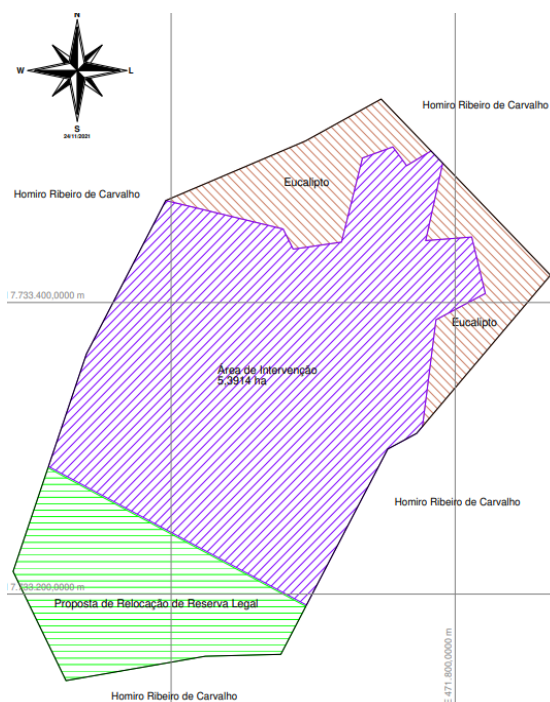 N
W
L
S
24/11/2021
Homiro Ribeiro de Carvalho
Eucalipto
Homiro Ribeiro de Carvalho
7.733.400,0000 m
Eucalipto
Área de Intervenção
5,3914 ha
Homiro Ribeiro de Carvalho
7.733.200,0000 m
Proposta de Relocação de Reserva Legal
E 471.800,0000 m
Homiro Ribeiro de Carvalho